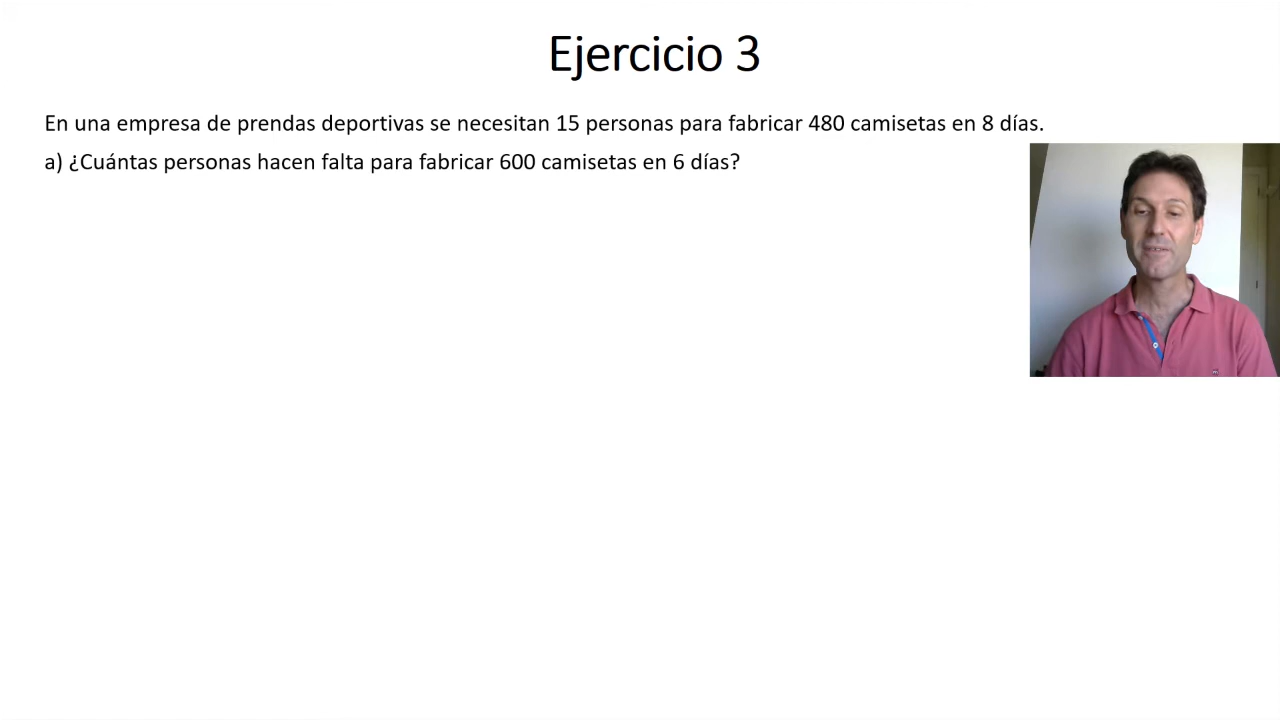 Ejercicio 3
En una empresa de prendas deportivas se necesitan 15 personas para fabricar 480 camisetas en 8 días.
a) ¿Cuántas personas hacen falta para fabricar 600 camisetas en 6 días?